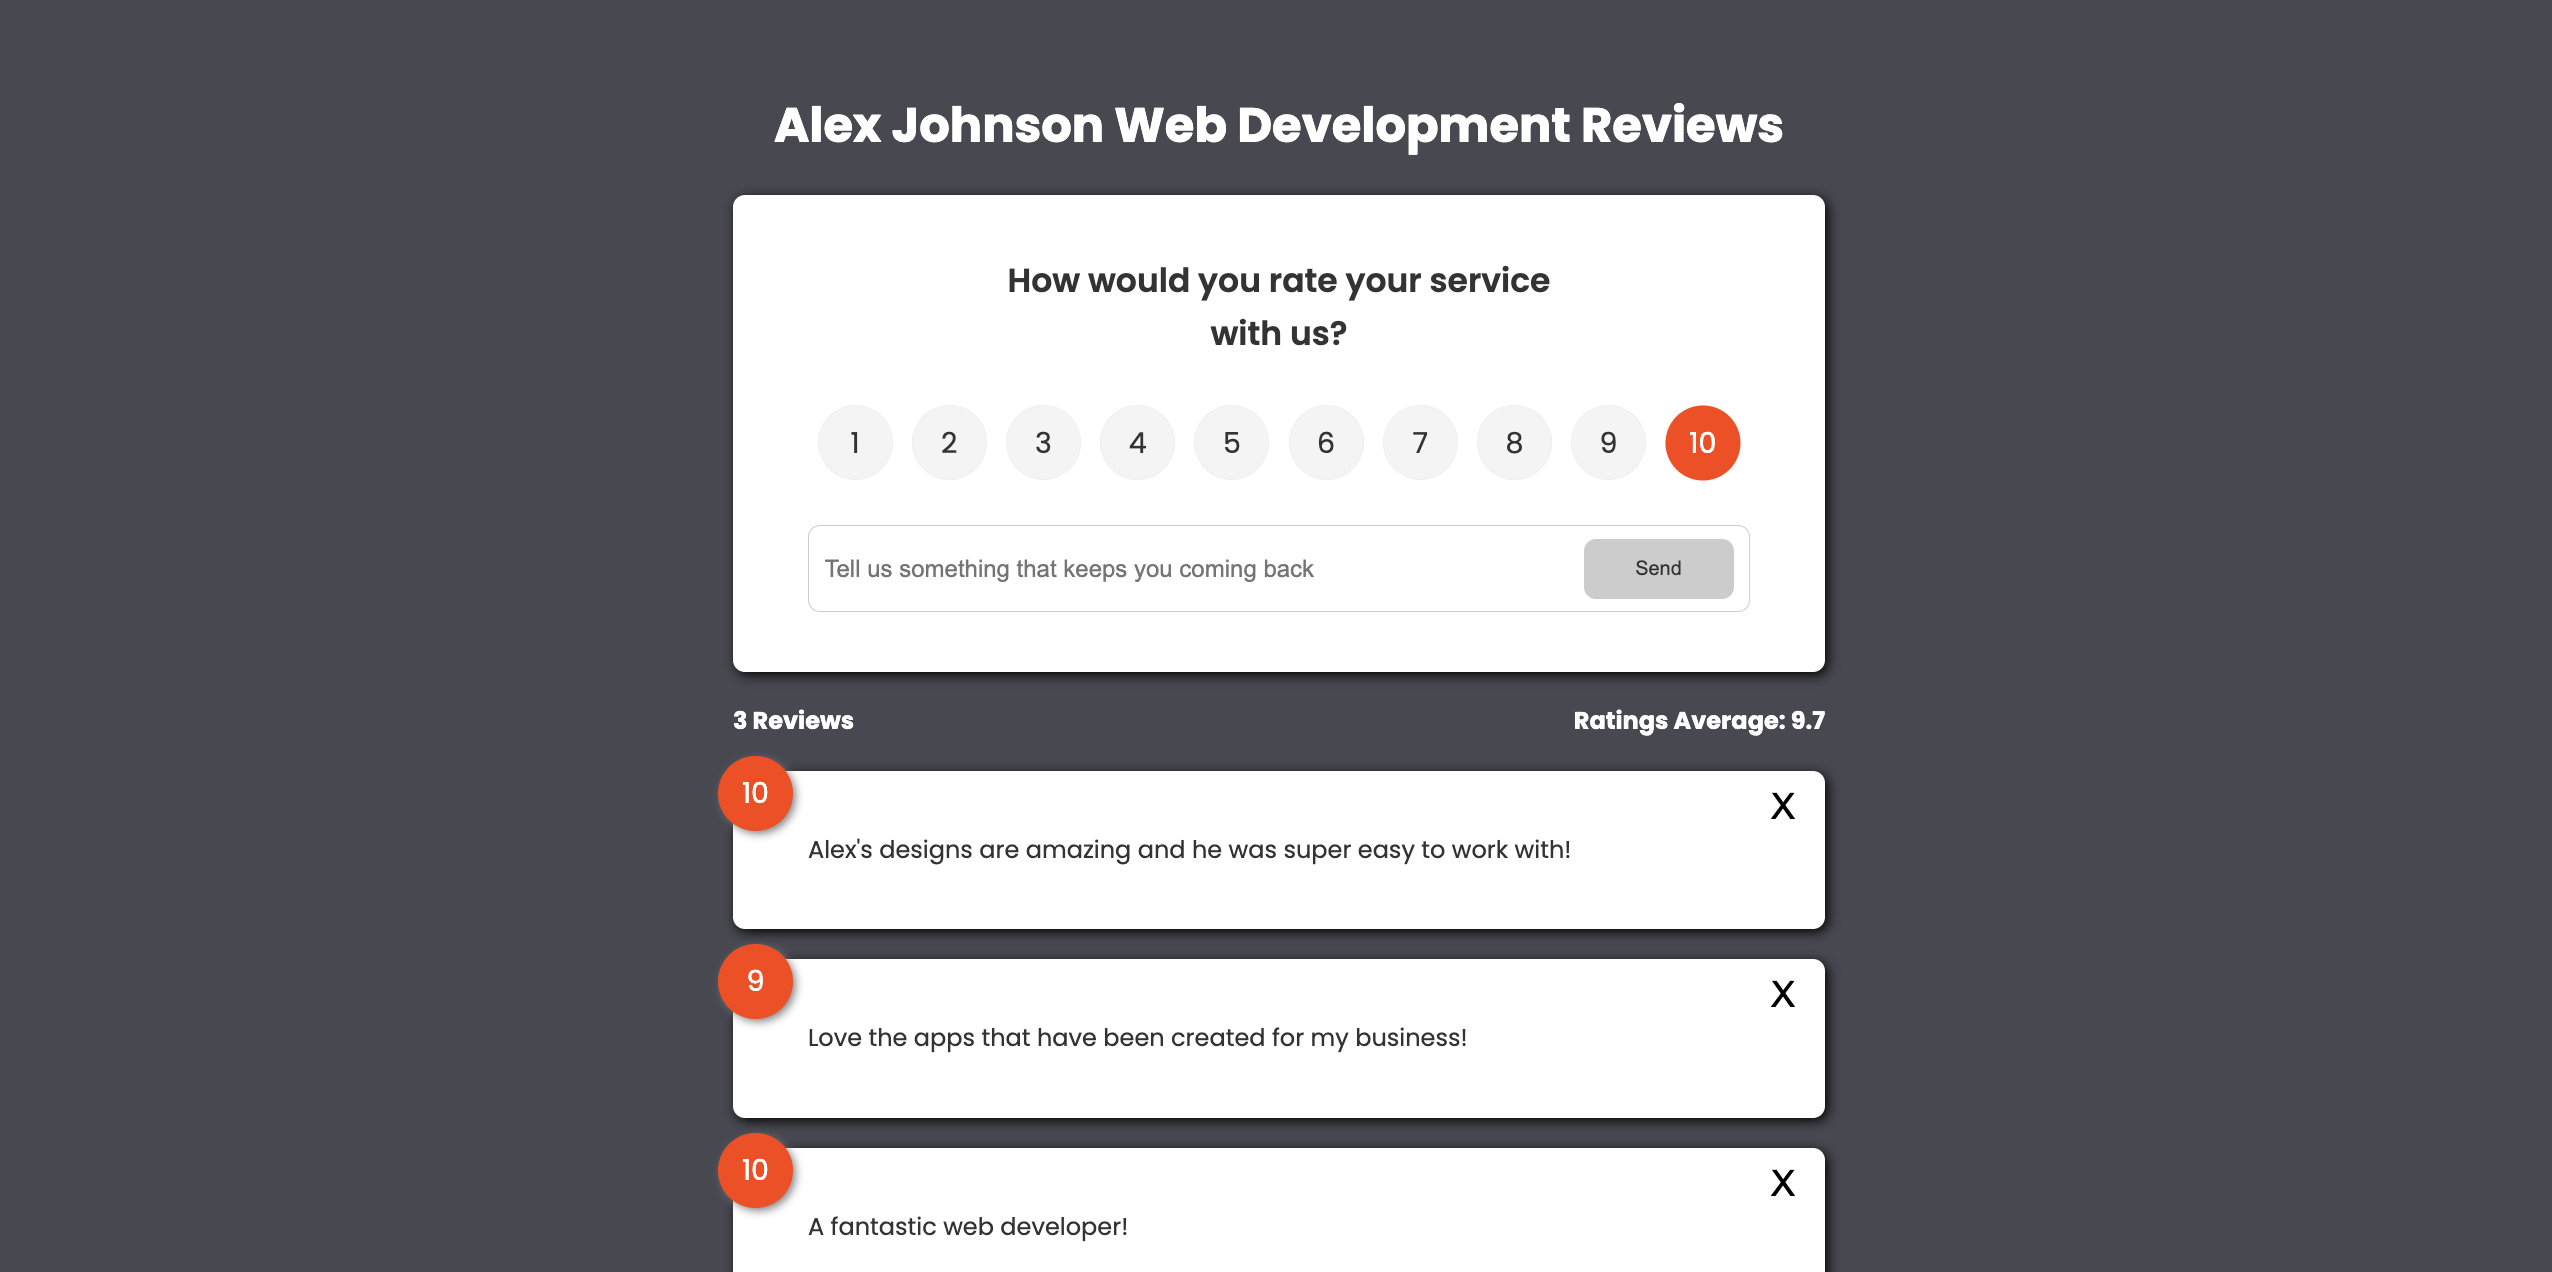 Alex Johnson Web Development Reviews
How would you rate your service
with us?
1 2 3 4 5 6 7 8 9 10
Tell us something that keeps you coming back
Send
3 Reviews
Ratings Average: 9.7
10
X
Alex's designs are amazing and he was super easy to work with!
9
X
Love the apps that have been created for my business!
10
X
A fantastic web developer!